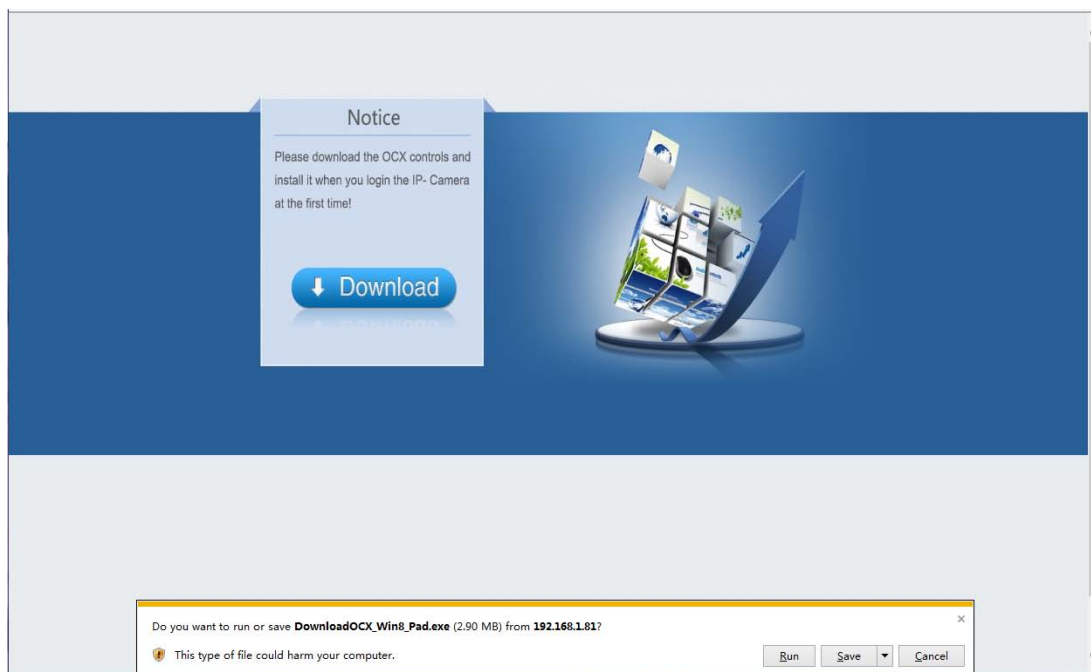 Notice
Please download the OCX controls and
install it when you login the IP- Camera
at the first time!
Download
Do you want to run or save DownloadOCX_Win8_Pad.exe (2.90 MB) from 192.168.1.81?
This type of file could harm your computer.
Run Save Cancel